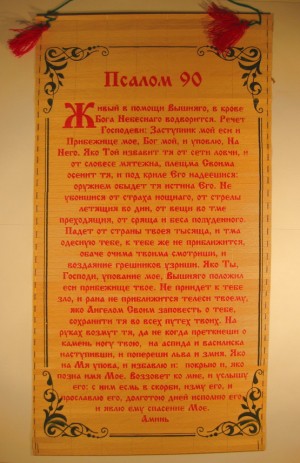 Псалом 90
Живый в помощи Вышняго, в крове
Бога Небеснаго водворится. Речет
Господеви: Заступник мой еси и
Прибежище мое, Бог мой, и уповлю, На
Него. Яко Той избавит тя от сети ловчи, и
от словесе мятежна, плещма Своима
осенит тя, и под криле Его надеешися:
оружием обыдет тя истина Его. Не
убоишися от страха нощнаго, от стрелы
летящия во дни, от вещи во тме
преходящия, от сряща и беса полуденного.
Падет от страны твоея тысяща, и тма
одесную тебе, к тебе же не приближится,
обаче очима твоима смотриши, и
воздаяние грешников узриши. Яко Ты.
Господи, упование мое, Вышняго положил
еси прибежище твое. Не приидет к тебе
зло, и рана не приближится телеси твоему,
яко Ангелом Своим заповесть о тебе,
сохранити тя во всех путех твоих. На
руках возмут тя, да не когда преткнеши о
камень ногу твою, на аспида и василиска
наступиши, и попереши льва и змия. Яко
на Мя упова, и избавлю и: покрыю и, яко
позна имя Мое. Воззовет ко мне, и услышу
его: с ним есмь в скорби, изму его, и
прославлю его, долготою дней исполню его
и явлю ему спасение Мое.
Аминь